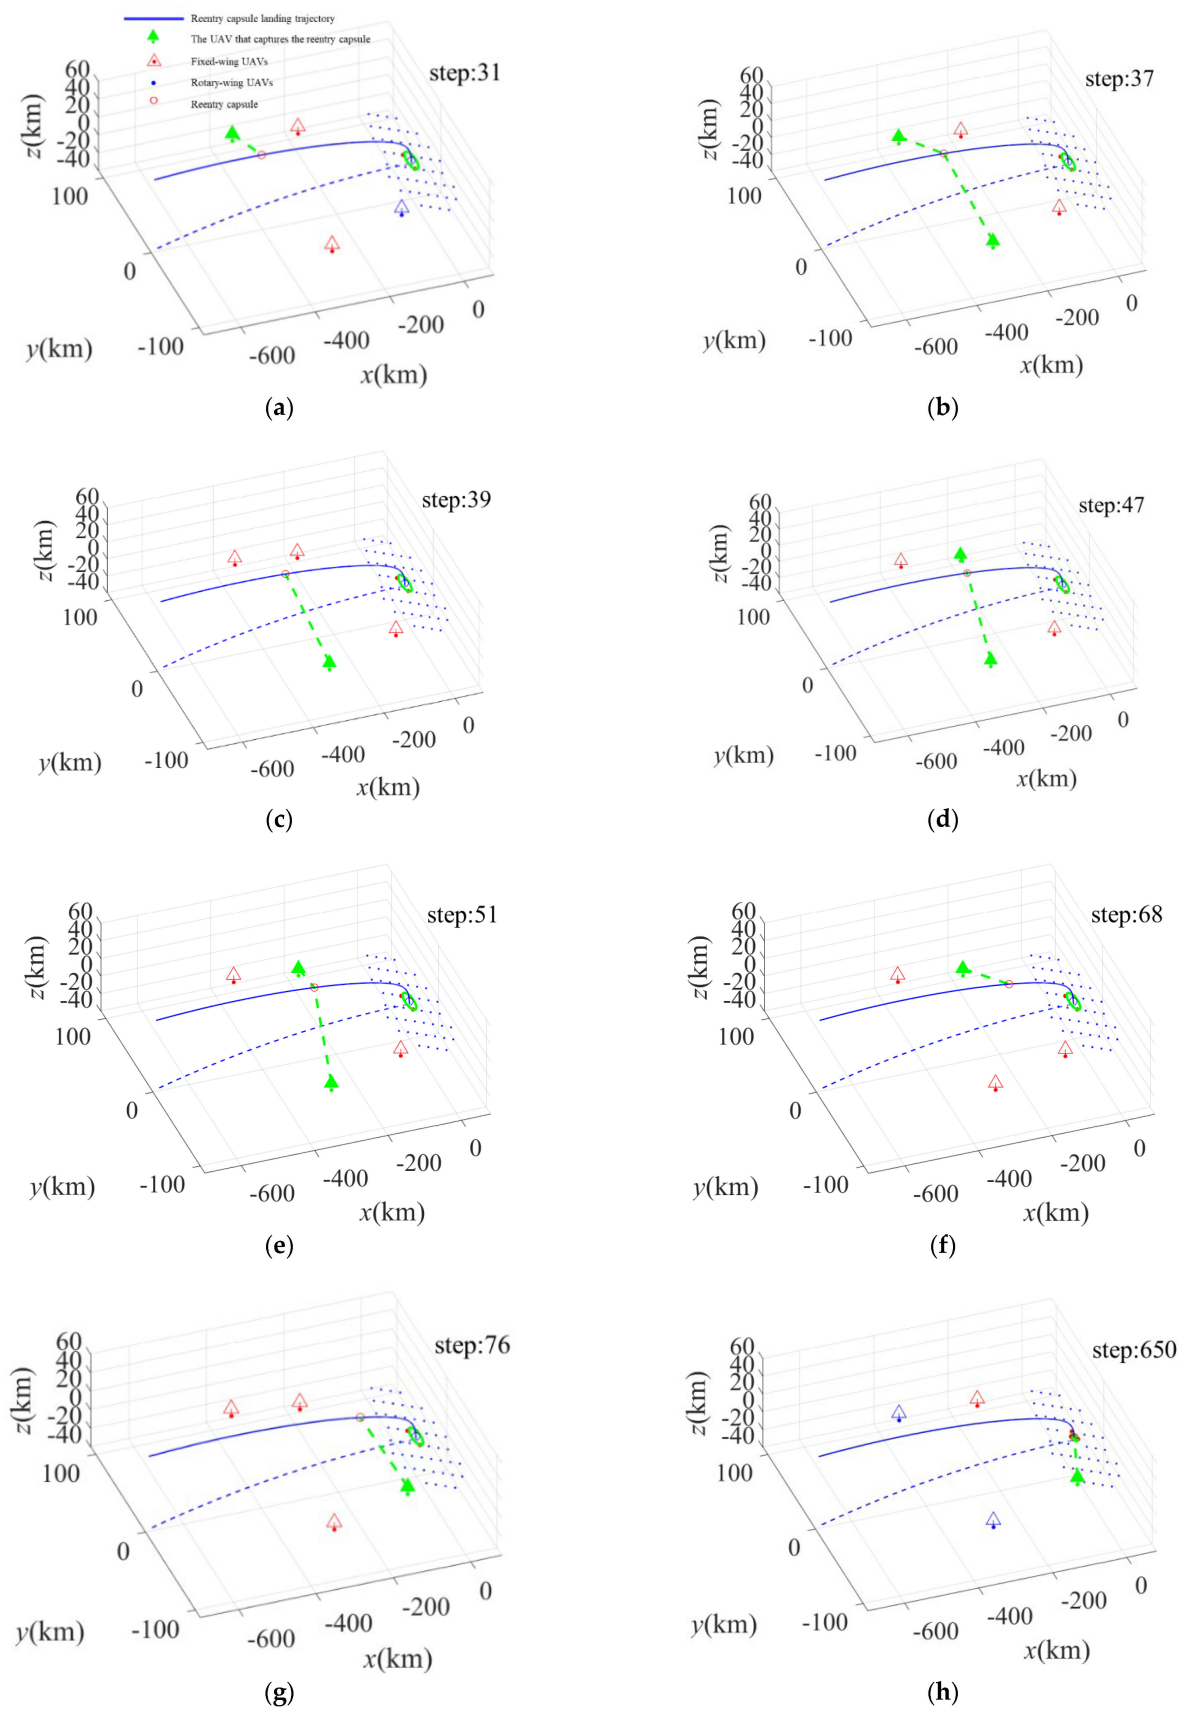 Reentry capsule landing trajectory
The UAV that captures the reentry capsule
Fixed-wing UAVs
Rotary-wing UAVs
Reentry capsule
step:31
z(km)
60
40
20
0
-20
-40
100
0
-100
y(km)
-600
-400
-200
0
x(km)
(a)
step:37
z(km)
60
40
20
0
-20
-40
100
0
-100
y(km)
-600
-400
-200
0
x(km)
(b)
step:39
z(km)
60
40
20
0
-20
-40
100
0
-100
y(km)
-600
-400
-200
0
x(km)
(c)
step:47
z(km)
60
40
20
0
-20
-40
100
0
-100
y(km)
-600
-400
-200
0
x(km)
(d)
step:51
z(km)
60
40
20
0
-20
-40
100
0
-100
y(km)
-600
-400
-200
0
x(km)
(e)
step:68
z(km)
60
40
20
0
-20
-40
100
0
-100
y(km)
-600
-400
-200
0
x(km)
(f)
step:76
z(km)
60
40
20
0
-20
-40
100
0
-100
y(km)
-600
-400
-200
0
x(km)
(g)
step:650
z(km)
60
40
20
0
-20
-40
100
0
-100
y(km)
-600
-400
-200
0
x(km)
(h)